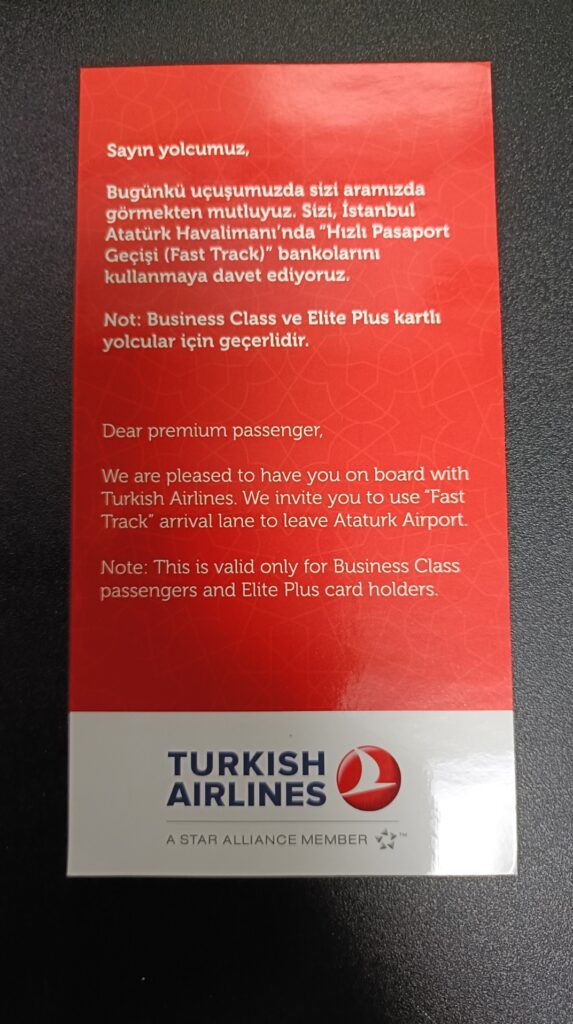 Sayın yolcumuz,
Bugünkü uçuşumuzda sizi aramızda
görmekten mutluyuz. Sizi, İstanbul
Atatürk Havalimanı'nda "Hızlı Pasaport
Geçişi (Fast Track)" bankolarını
kullanmaya davet ediyoruz.
Not: Business Class ve Elite Plus kartlı
yolcular için geçerlidir.
Dear premium passenger,
We are pleased to have you on board with
Turkish Airlines. We invite you to use "Fast
Track" arrival lane to leave Ataturk Airport.
Note: This is valid only for Business Class
passengers and Elite Plus card holders.
TURKISH
AIRLINES
A STAR ALLIANCE MEMBER ™